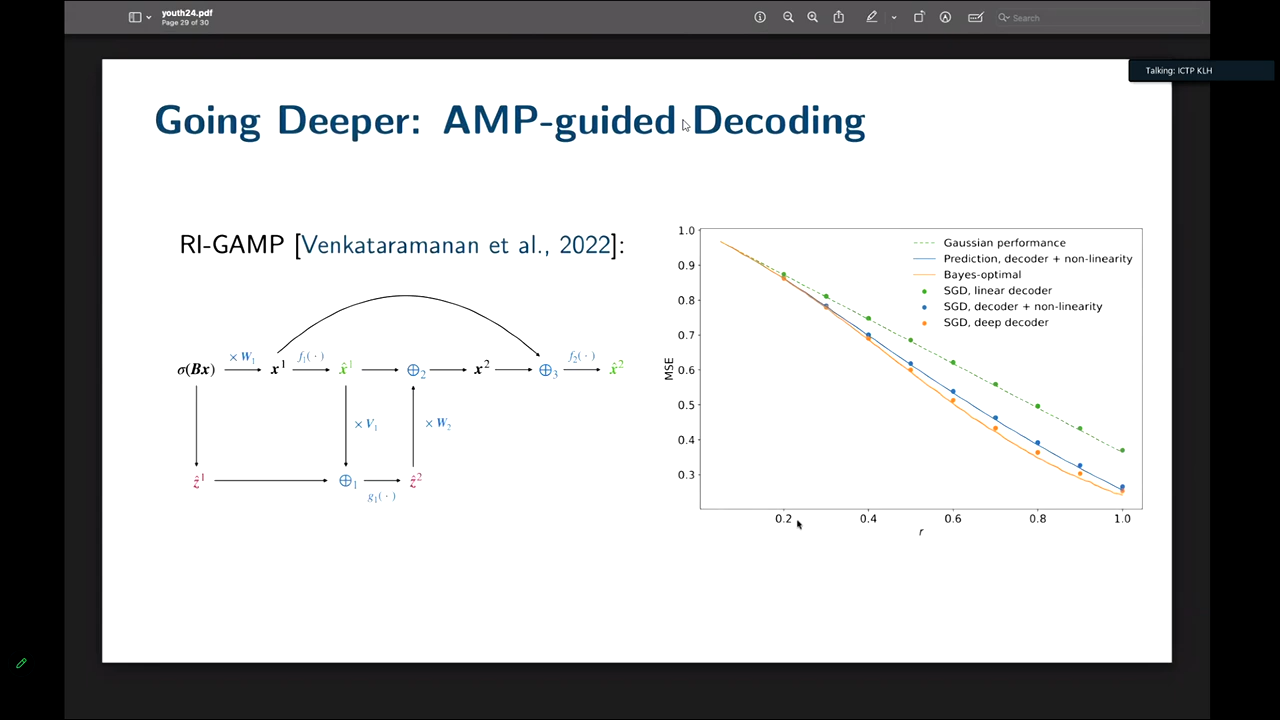 youth24.pdf
Page 29 of 30
Search
Talking: ICTP KLH
Going Deeper: AMP-guided Decoding
RI-GAMP [Venkataramanan et al., 2022]:
× W₁ f₁(·) f₂(·)
σ(Bx) x¹ x̂¹ ⊕₂ x² ⊕₃ x̂²
× V₁ × W₂
ẑ¹ ⊕₁ ẑ²
g₁(·)
Gaussian performance
Prediction, decoder + non-linearity
Bayes-optimal
SGD, linear decoder
SGD, decoder + non-linearity
SGD, deep decoder
MSE
1.0
0.9
0.8
0.7
0.6
0.5
0.4
0.3
0.2 0.4 0.6 0.8 1.0
r